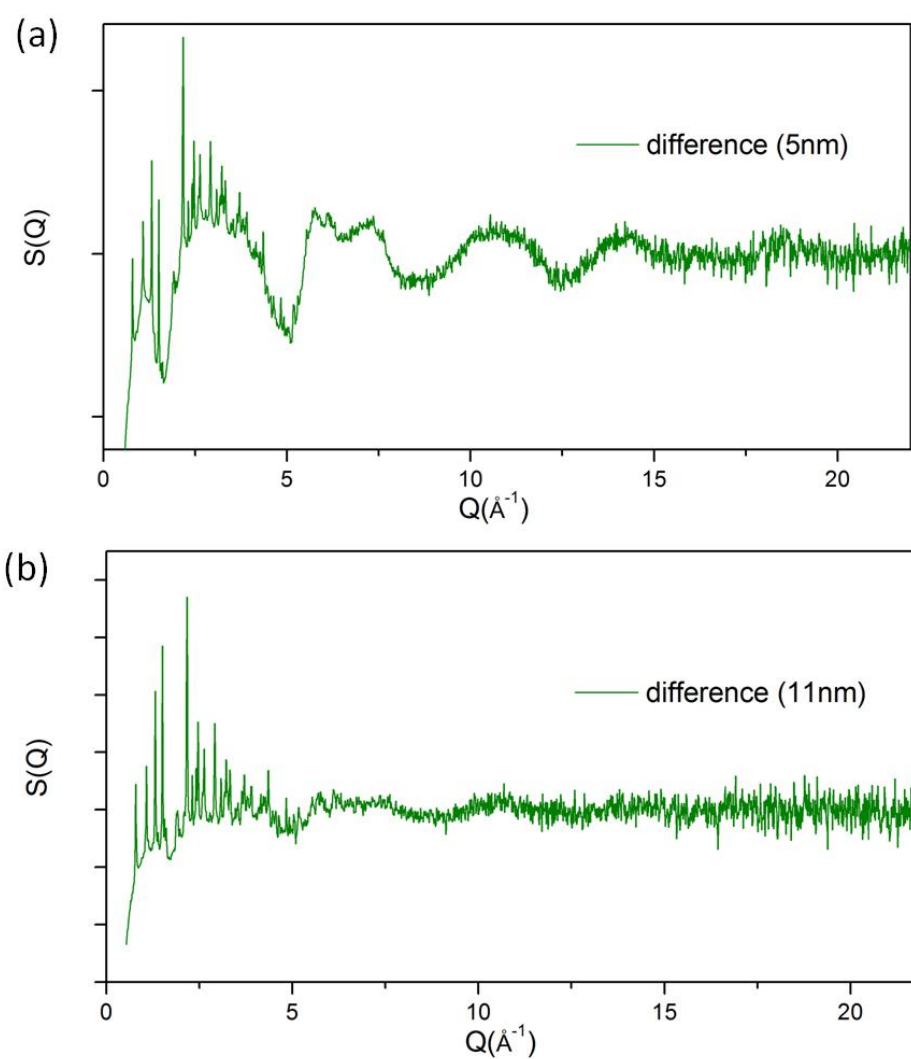 (a)
difference (5nm)
S(Q)
0 5 10 15 20
Q(Å⁻¹)
(b)
difference (11nm)
S(Q)
0 5 10 15 20
Q(Å⁻¹)